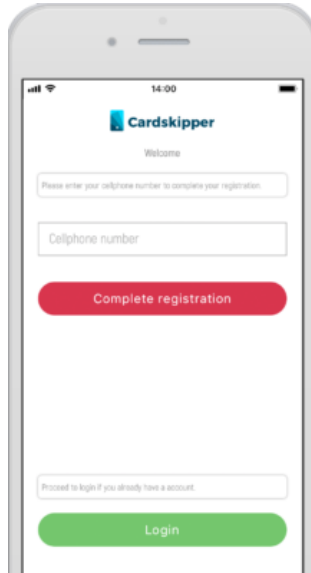 14:00
Cardskipper
Welcome
Please enter your cellphone number to complete your registration.
Cellphone number
Complete registration
Proceed to login if you already have a account.
Login